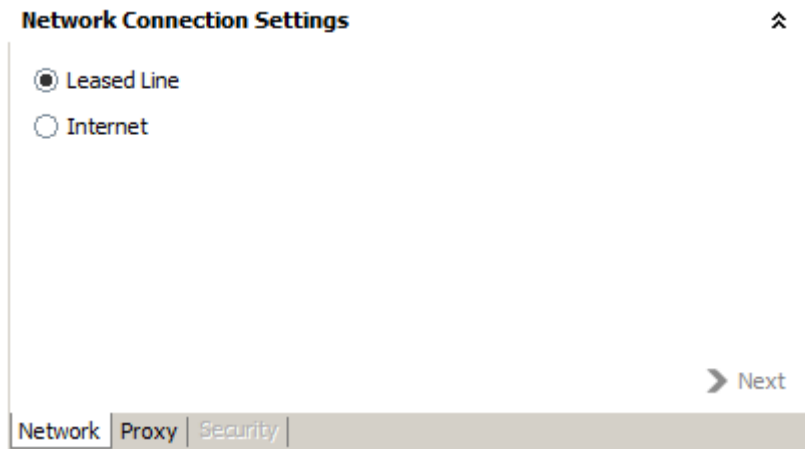 Network Connection Settings
Leased Line
Internet
Next
Network Proxy Security